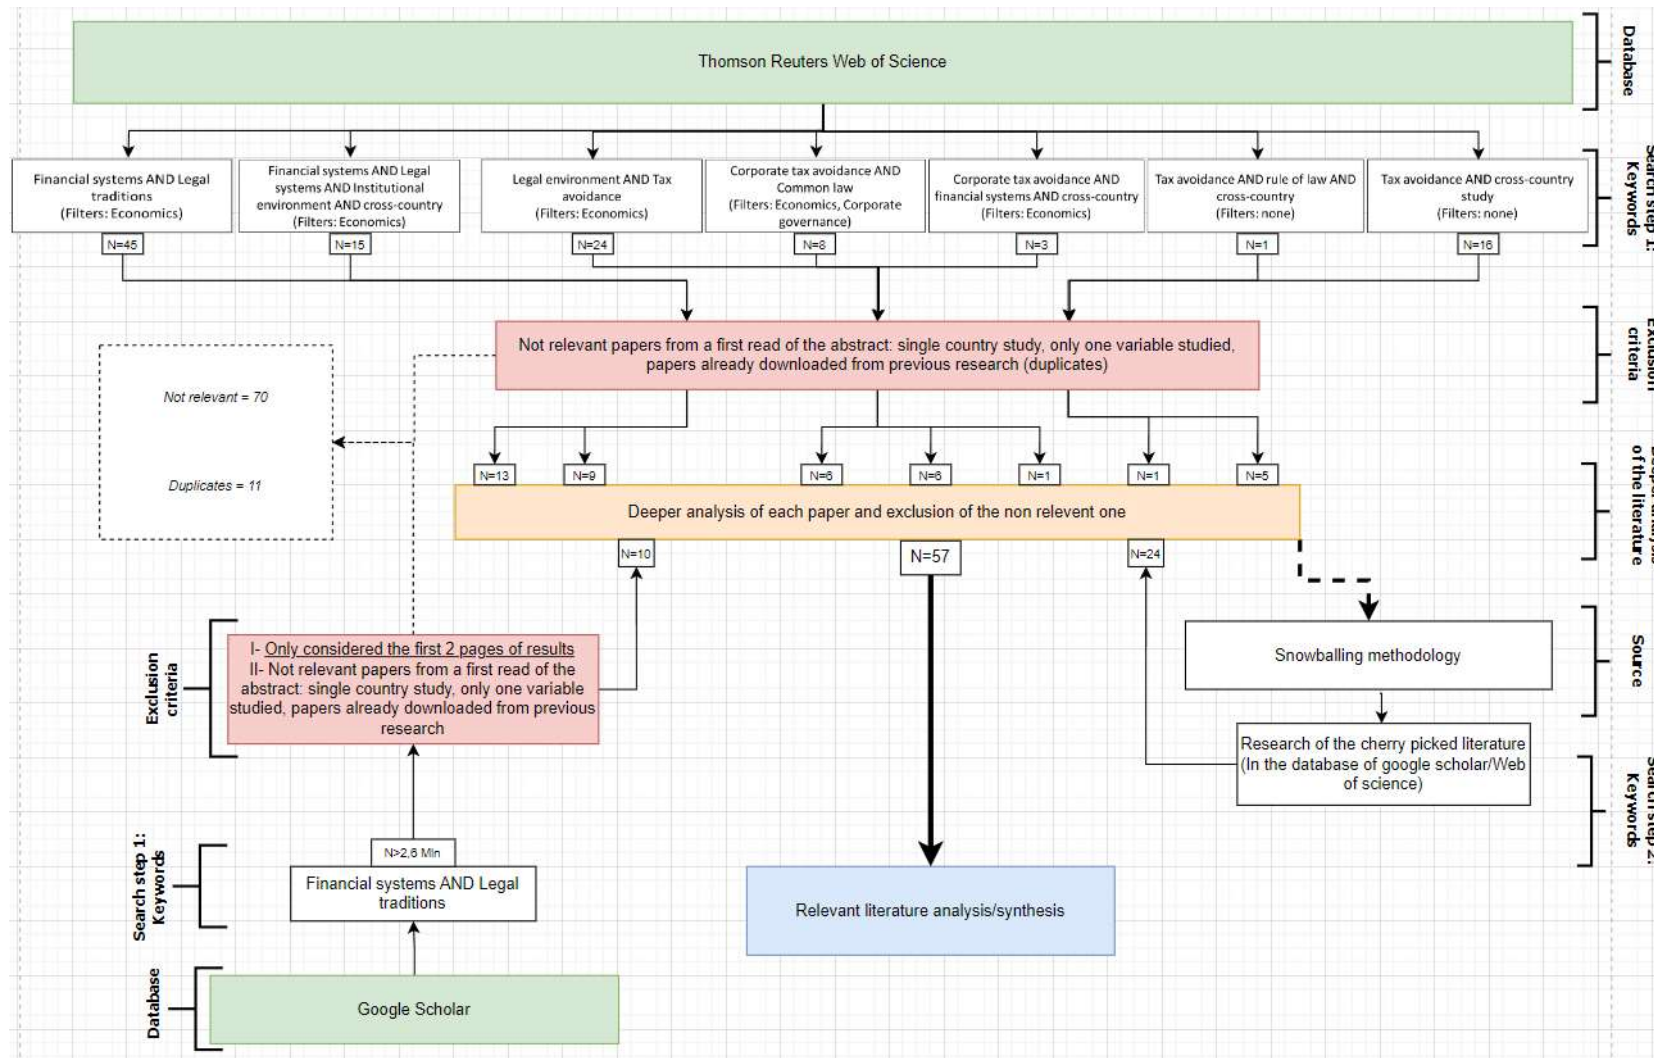 Thomson Reuters Web of Science
Database
Financial systems AND Legal
traditions
(Filters: Economics)
Financial systems AND Legal
systems AND Institutional
environment AND cross-country
(Filters: Economics)
Legal environment AND Tax
avoidance
(Filters: Economics)
Corporate tax avoidance AND
Common law
(Filters: Economics, Corporate
governance)
Corporate tax avoidance AND
financial systems AND cross-country
(Filters: Economics)
Tax avoidance AND rule of law AND
cross-country
(Filters: none)
Tax avoidance AND cross-country
study
(Filters: none)
Search step 1:
Keywords
N=45
N=15
N=24
N=8
N=3
N=1
N=16
Not relevant papers from a first read of the abstract: single country study, only one variable studied,
papers already downloaded from previous research (duplicates)
Exclusion
criteria
Not relevant = 70
Duplicates = 11
N=13
N=9
N=6
N=6
N=1
N=1
N=5
Deeper analysis of each paper and exclusion of the non relevent one
of the literature
N=10
N=57
N=24
Exclusion
criteria
I- Only considered the first 2 pages of results
II- Not relevant papers from a first read of the
abstract: single country study, only one variable
studied, papers already downloaded from previous
research
Snowballing methodology
Source
Research of the cherry picked literature
(In the database of google scholar/Web
of science)
Search step 2:
Keywords
Search step 1:
Keywords
N>2,6 Mln
Financial systems AND Legal
traditions
Relevant literature analysis/synthesis
Database
Google Scholar